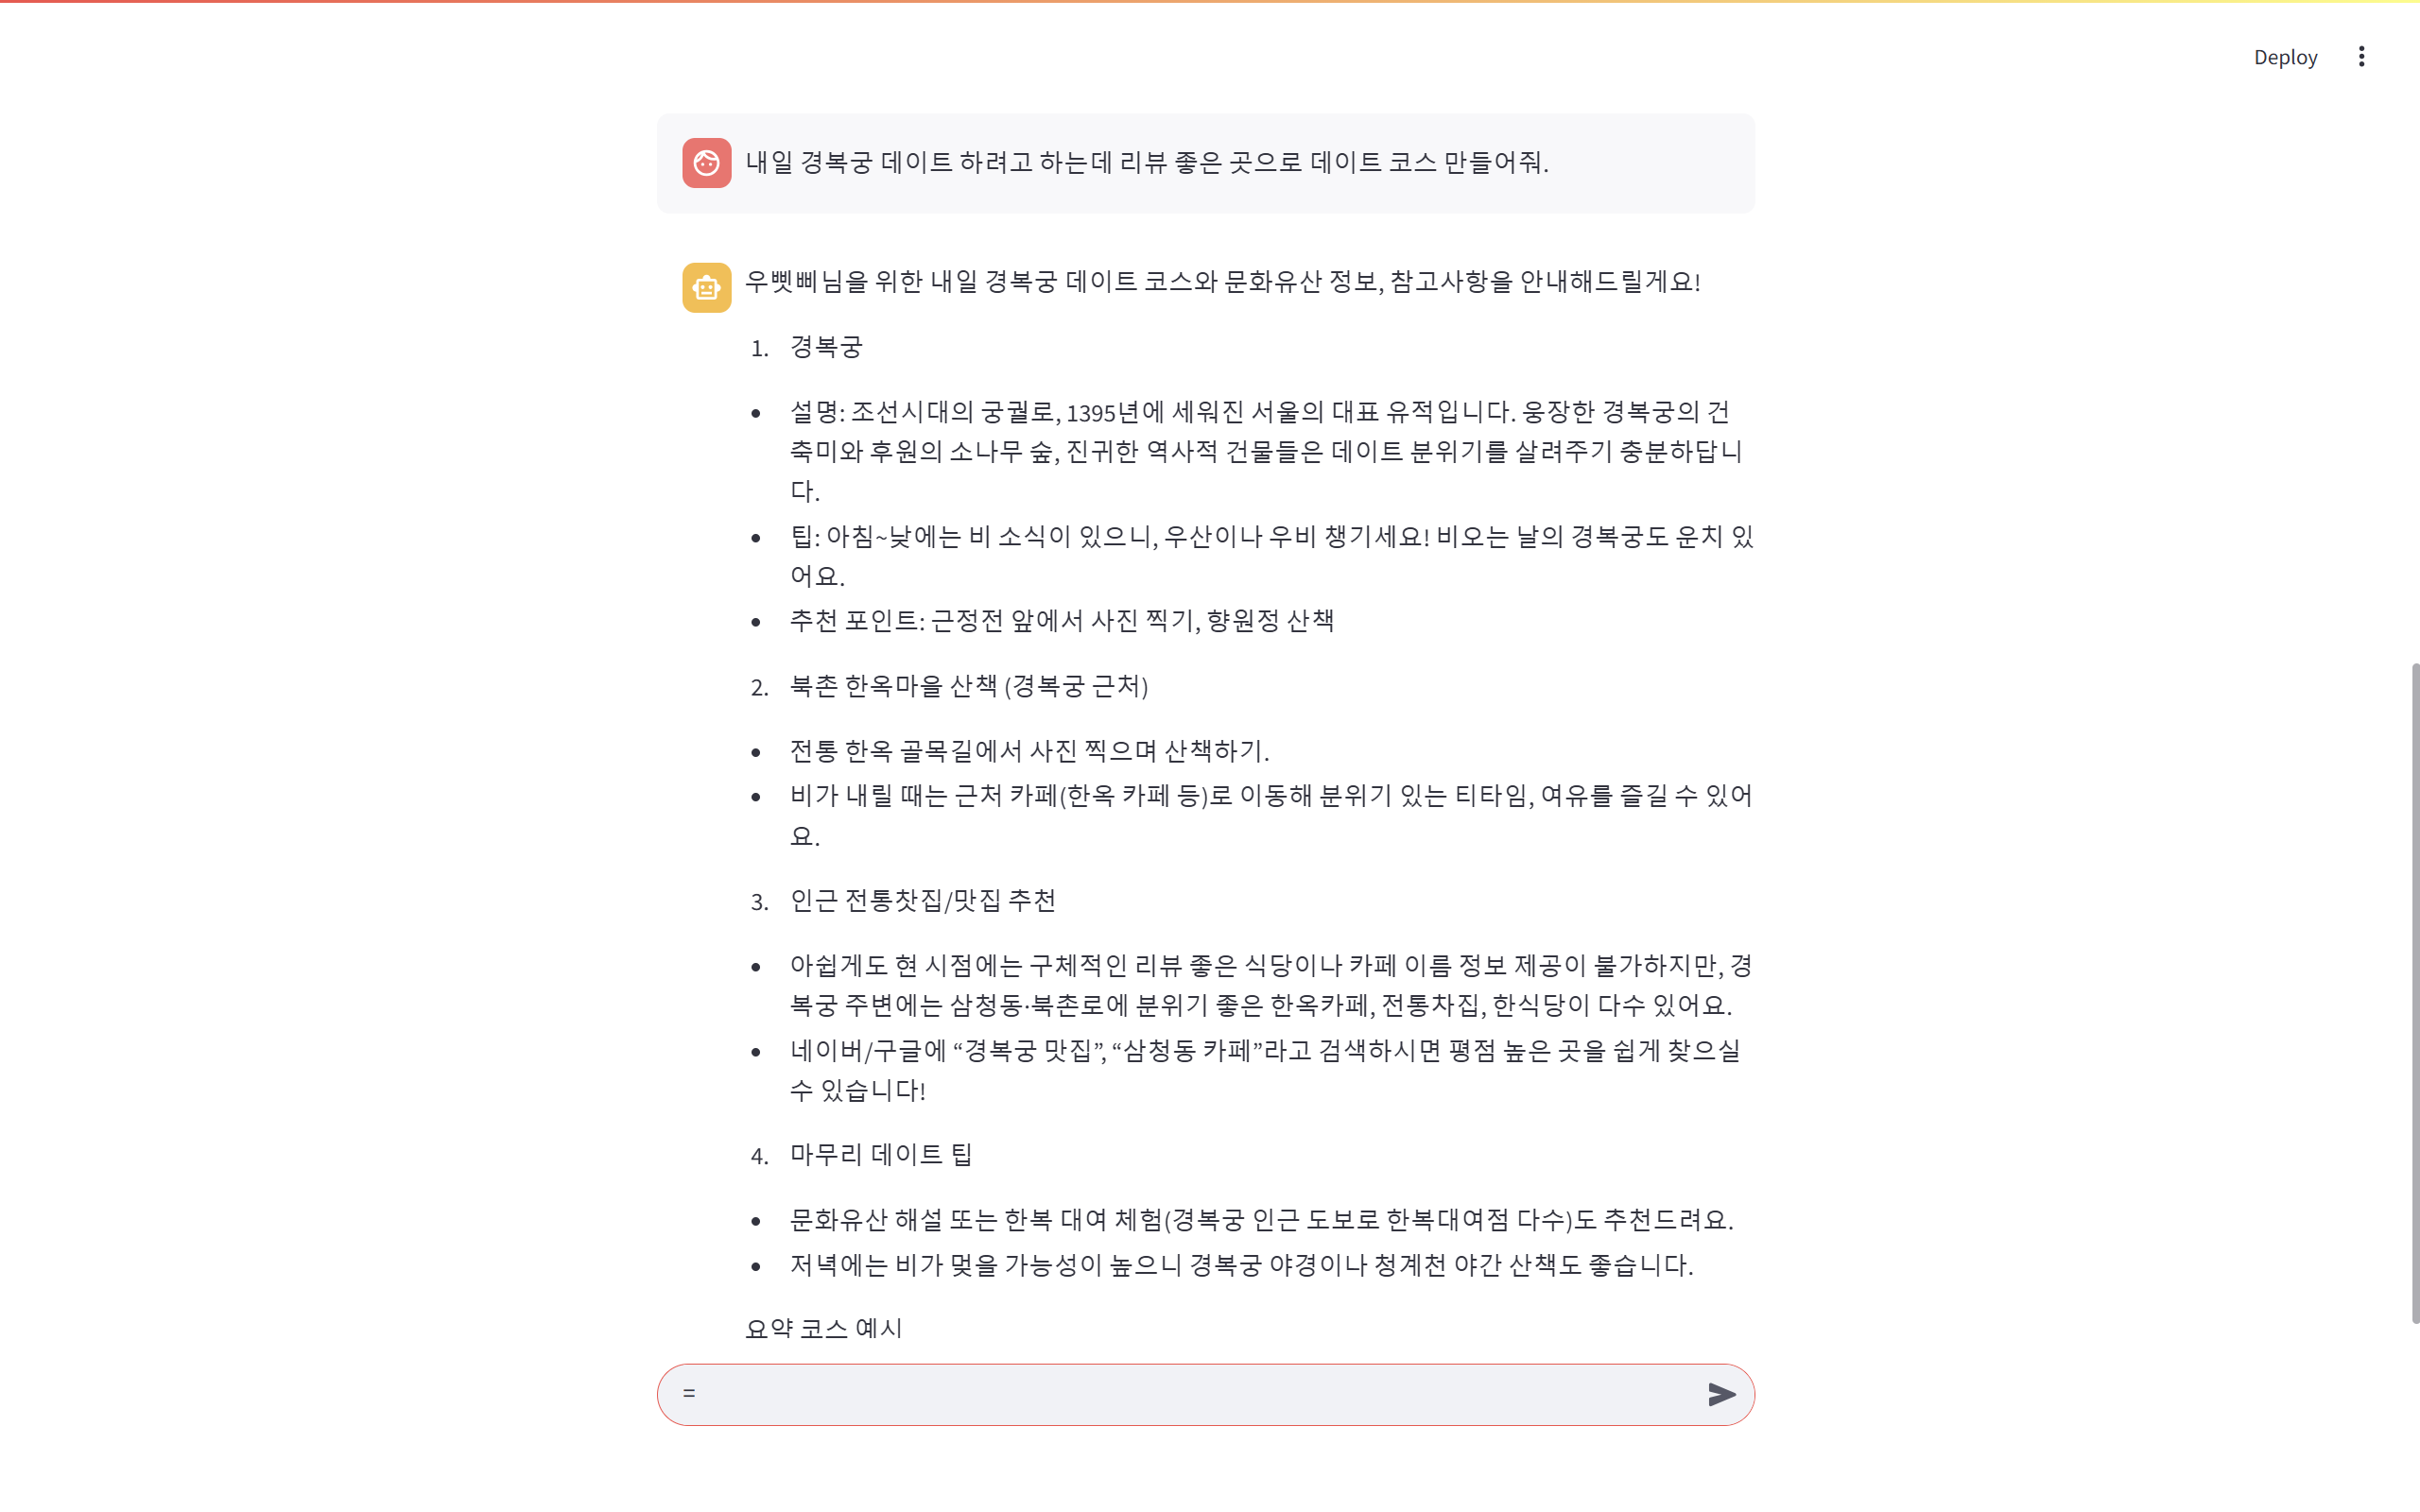 Deploy
내일 경복궁 데이트 하려고 하는데 리뷰 좋은 곳으로 데이트 코스 만들어줘.
우삣삐님을 위한 내일 경복궁 데이트 코스와 문화유산 정보, 참고사항을 안내해드릴게요!
1. 경복궁
• 설명: 조선시대의 궁궐로, 1395년에 세워진 서울의 대표 유적입니다. 웅장한 경복궁의 건
축미와 후원의 소나무 숲, 진귀한 역사적 건물들은 데이트 분위기를 살려주기 충분하답니
다.
• 팁: 아침~낮에는 비 소식이 있으니, 우산이나 우비 챙기세요! 비오는 날의 경복궁도 운치 있
어요.
• 추천 포인트: 근정전 앞에서 사진 찍기, 향원정 산책
2. 북촌 한옥마을 산책 (경복궁 근처)
• 전통 한옥 골목길에서 사진 찍으며 산책하기.
• 비가 내릴 때는 근처 카페(한옥 카페 등)로 이동해 분위기 있는 티타임, 여유를 즐길 수 있어
요.
3. 인근 전통찻집/맛집 추천
• 아쉽게도 현 시점에는 구체적인 리뷰 좋은 식당이나 카페 이름 정보 제공이 불가하지만, 경
복궁 주변에는 삼청동·북촌로에 분위기 좋은 한옥카페, 전통차집, 한식당이 다수 있어요.
• 네이버/구글에 “경복궁 맛집”, “삼청동 카페”라고 검색하시면 평점 높은 곳을 쉽게 찾으실
수 있습니다!
4. 마무리 데이트 팁
• 문화유산 해설 또는 한복 대여 체험(경복궁 인근 도보로 한복대여점 다수)도 추천드려요.
• 저녁에는 비가 멎을 가능성이 높으니 경복궁 야경이나 청계천 야간 산책도 좋습니다.
요약 코스 예시
=